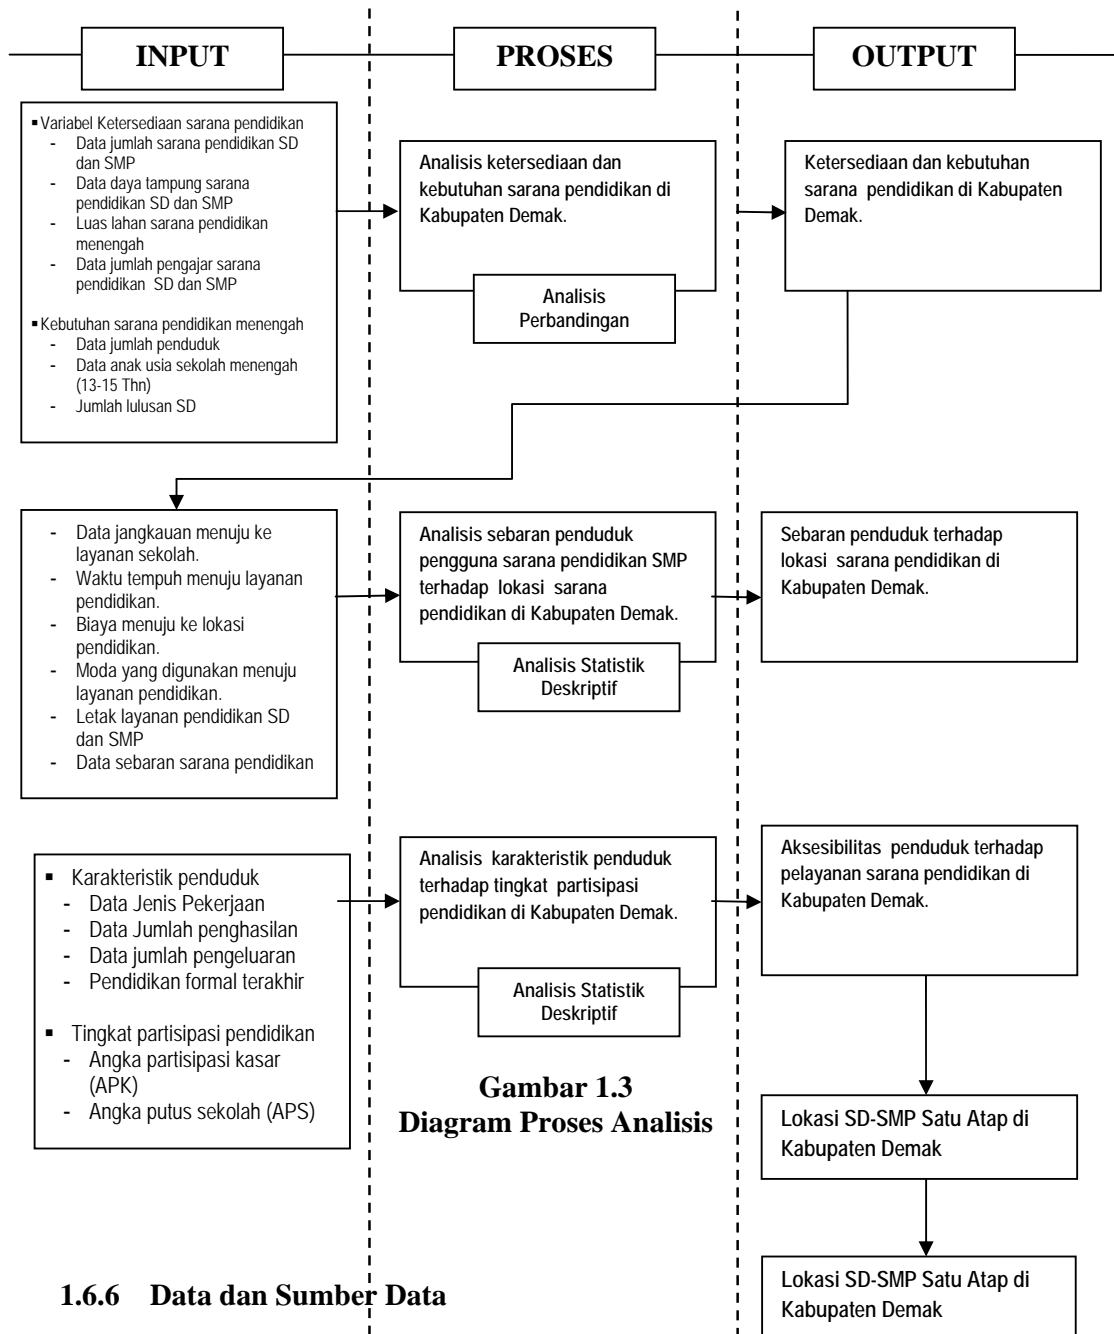 INPUT
PROSES
OUTPUT
▪ Variabel Ketersediaan sarana pendidikan
- Data jumlah sarana pendidikan SD
dan SMP
- Data daya tampung sarana
pendidikan SD dan SMP
- Luas lahan sarana pendidikan
menengah
- Data jumlah pengajar sarana
pendidikan SD dan SMP
▪ Kebutuhan sarana pendidikan menengah
- Data jumlah penduduk
- Data anak usia sekolah menengah
(13-15 Thn)
- Jumlah lulusan SD
Analisis ketersediaan dan
kebutuhan sarana pendidikan di
Kabupaten Demak.
Analisis
Perbandingan
Ketersediaan dan kebutuhan
sarana pendidikan di Kabupaten
Demak.
- Data jangkauan menuju ke
layanan sekolah.
- Waktu tempuh menuju layanan
pendidikan.
- Biaya menuju ke lokasi
pendidikan.
- Moda yang digunakan menuju
layanan pendidikan.
- Letak layanan pendidikan SD
dan SMP
- Data sebaran sarana pendidikan
Analisis sebaran penduduk
pengguna sarana pendidikan SMP
terhadap lokasi sarana
pendidikan di Kabupaten Demak.
Analisis Statistik
Deskriptif
Sebaran penduduk terhadap
lokasi sarana pendidikan di
Kabupaten Demak.
▪ Karakteristik penduduk
- Data Jenis Pekerjaan
- Data Jumlah penghasilan
- Data jumlah pengeluaran
- Pendidikan formal terakhir
▪ Tingkat partisipasi pendidikan
- Angka partisipasi kasar
(APK)
- Angka putus sekolah (APS)
Analisis karakteristik penduduk
terhadap tingkat partisipasi
pendidikan di Kabupaten Demak.
Analisis Statistik
Deskriptif
Aksesibilitas penduduk terhadap
pelayanan sarana pendidikan di
Kabupaten Demak.
Gambar 1.3
Diagram Proses Analisis
Lokasi SD-SMP Satu Atap di
Kabupaten Demak
Lokasi SD-SMP Satu Atap di
Kabupaten Demak
1.6.6 Data dan Sumber Data